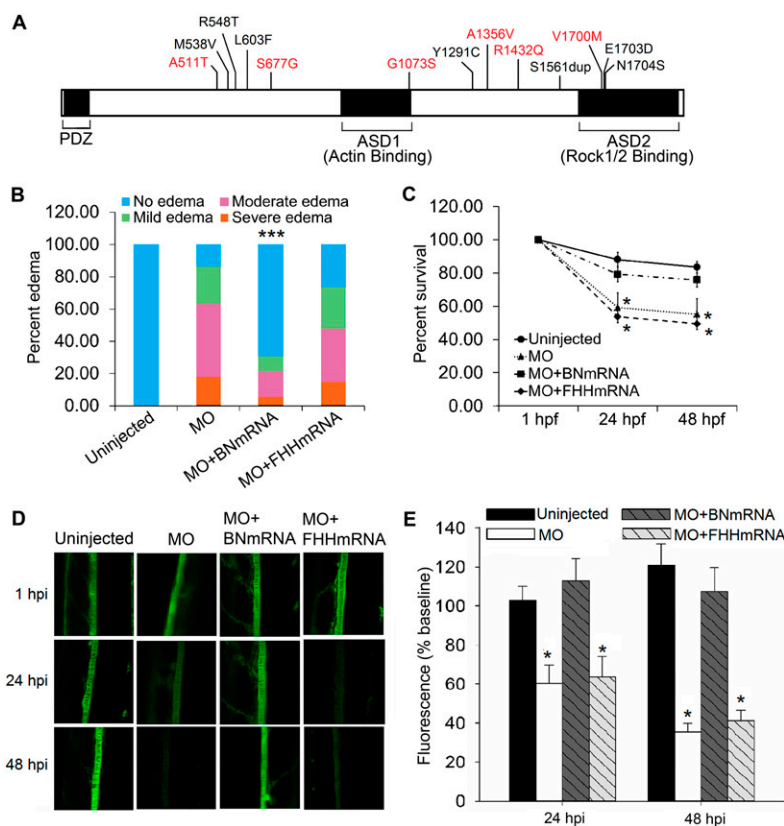 A
R548T
M538V
L603F
A511T
S677G
G1073S
Y1291C
A1356V
R1432Q
S1561dup
V1700M
E1703D
N1704S
PDZ
ASD1
(Actin Binding)
ASD2
(Rock1/2 Binding)
B
No edema
Moderate edema
Mild edema
Severe edema
120.00
100.00
80.00
60.00
40.00
20.00
0.00
Percent edema
***
Uninjected
MO
MO+BNmRNA
MO+FHHmRNA
C
120.00
100.00
80.00
60.00
40.00
20.00
0.00
Percent survival
* *
* *
Uninjected
MO
MO+BNmRNA
MO+FHHmRNA
1 hpf
24 hpf
48 hpf
D
Uninjected
MO
MO+
BNmRNA
MO+
FHHmRNA
1 hpi
24 hpi
48 hpi
E
Uninjected
MO+BNmRNA
MO
MO+FHHmRNA
140
120
100
80
60
40
20
0
Fluorescence (% baseline)
* * * *
24 hpi
48 hpi